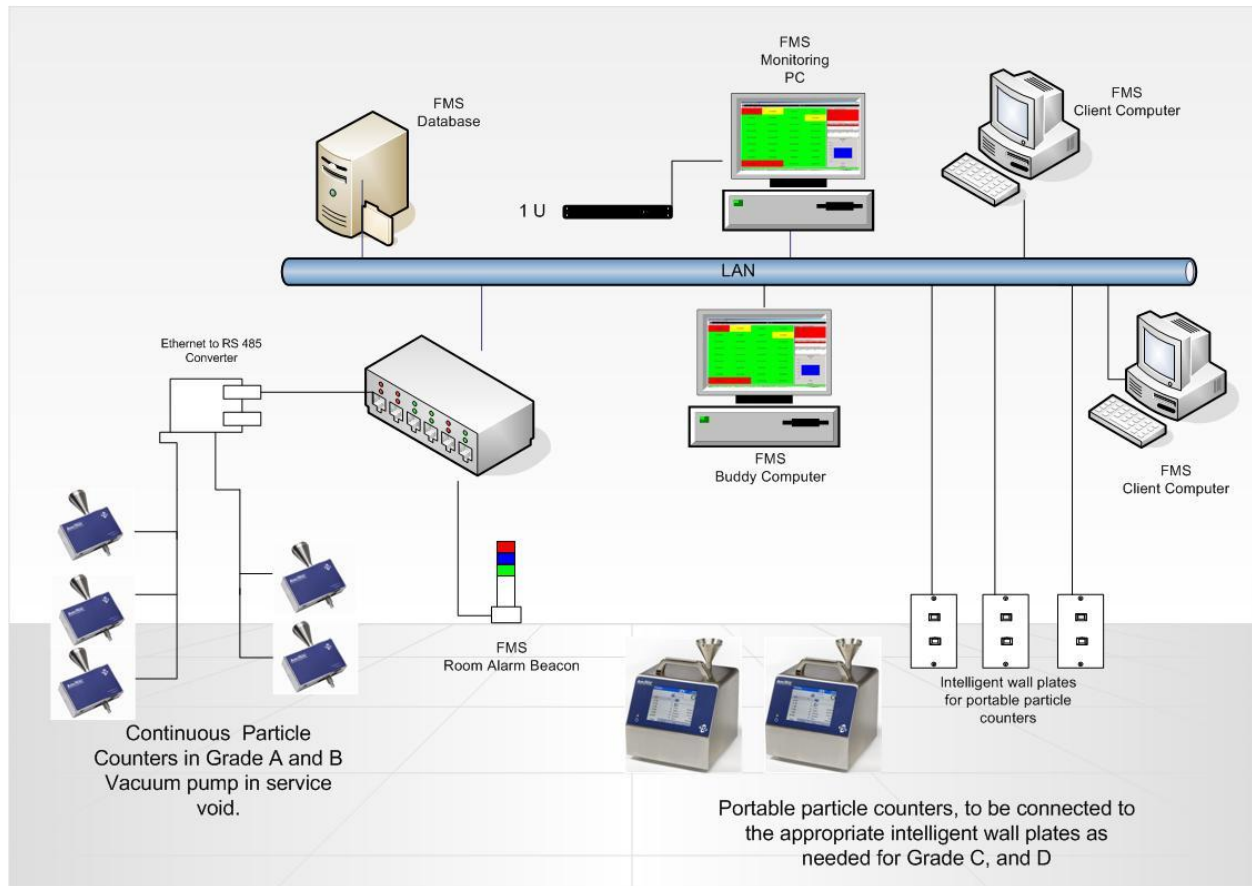 FMS
Monitoring
PC
FMS
Database
FMS
Client Computer
1 U
LAN
Ethernet to RS 485
Converter
FMS
Buddy Computer
FMS
Client Computer
FMS
Room Alarm Beacon
Intelligent wall plates
for portable particle
counters
Continuous Particle
Counters in Grade A and B
Vacuum pump in service
void.
Portable particle counters, to be connected to
the appropriate intelligent wall plates as
needed for Grade C, and D